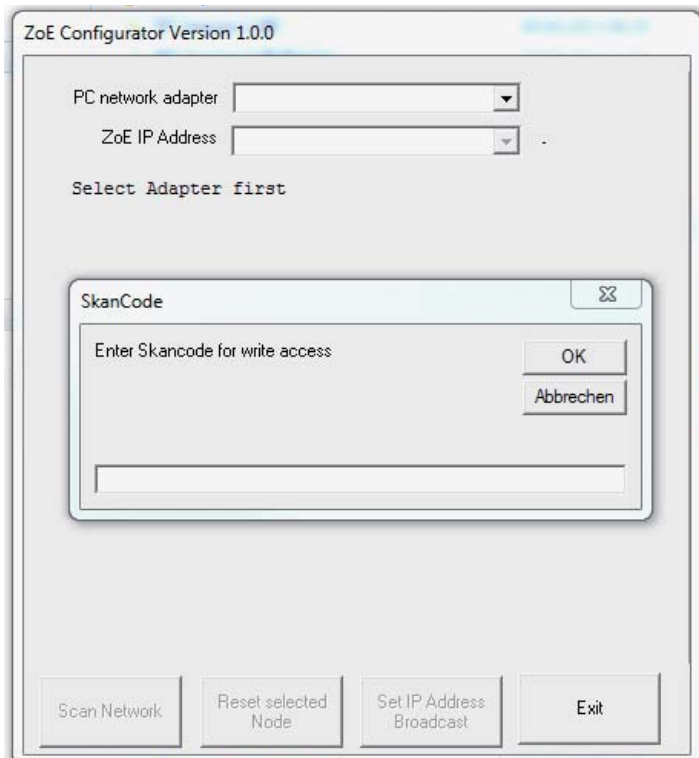 ZoE Configurator Version 1.0.0
PC network adapter
ZoE IP Address
.
Select Adapter first
SkanCode
Enter Skancode for write access
OK
Abbrechen
Scan Network
Reset selected
Node
Set IP Address
Broadcast
Exit